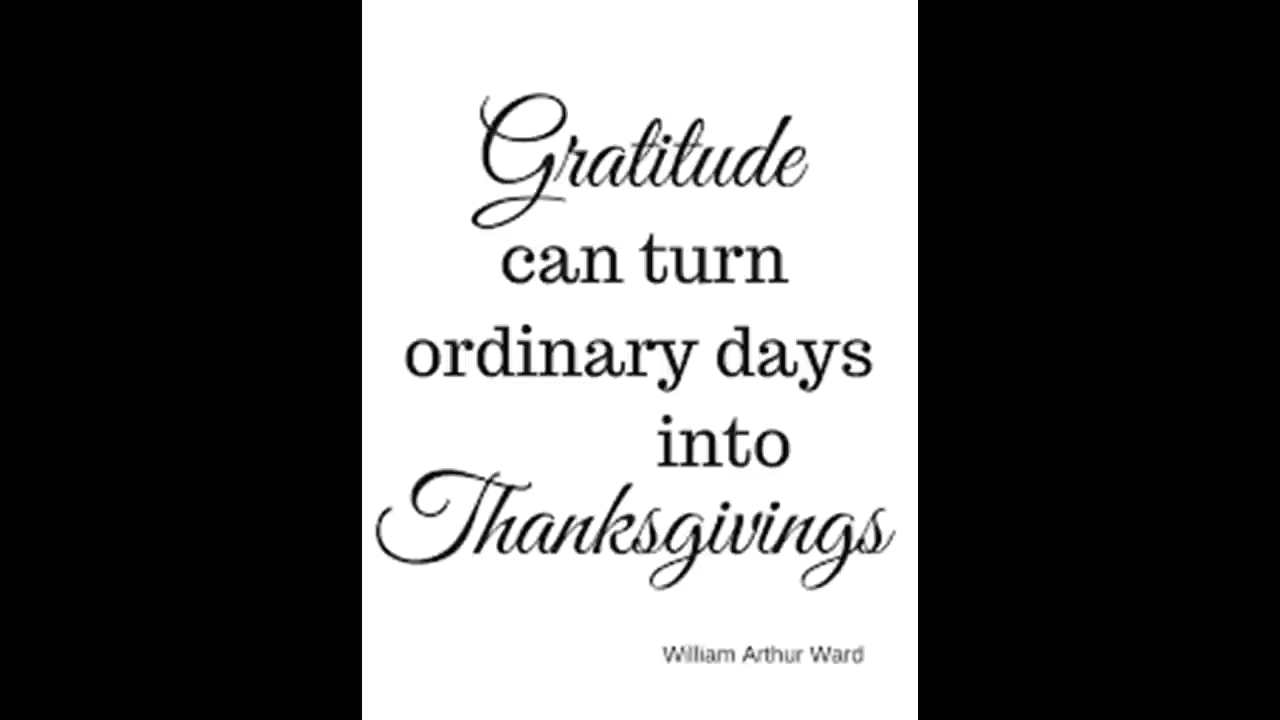 Gratitude
can turn
ordinary days
into
Thanksgivings
William Arthur Ward